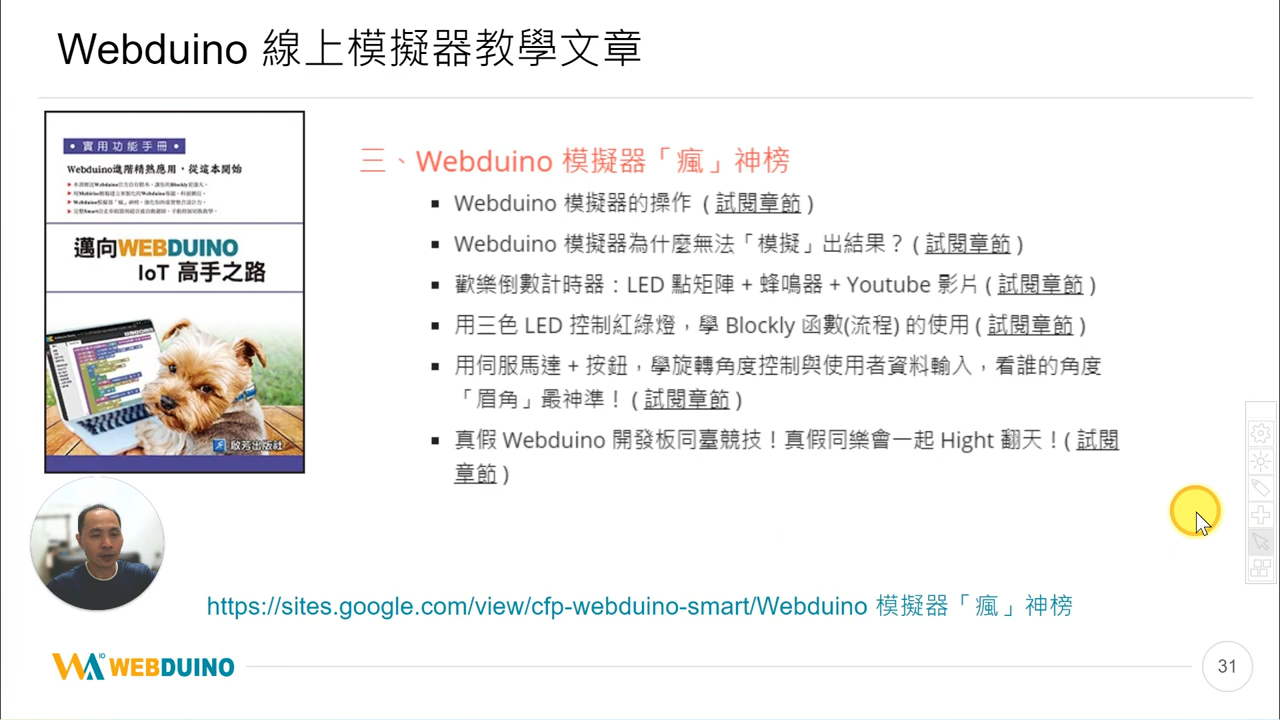 Webduino 線上模擬器教學文章
• 實用功能手冊 •
Webduino進階精熟應用，從這本開始
邁向WEBDUINO
IoT 高手之路
啟芳出版社
三、Webduino 模擬器「瘋」神榜
▪ Webduino 模擬器的操作 ( 試閱章節 )
▪ Webduino 模擬器為什麼無法「模擬」出結果？( 試閱章節 )
▪ 歡樂倒數計時器：LED 點矩陣 + 蜂鳴器 + Youtube 影片 ( 試閱章節 )
▪ 用三色 LED 控制紅綠燈，學 Blockly 函數(流程) 的使用 ( 試閱章節 )
▪ 用伺服馬達 + 按鈕，學旋轉角度控制與使用者資料輸入，看誰的角度
「眉角」最神準！( 試閱章節 )
▪ 真假 Webduino 開發板同臺競技！真假同樂會一起 Hight 翻天！( 試閱
章節 )
https://sites.google.com/view/cfp-webduino-smart/Webduino 模擬器「瘋」神榜
WEBDUINO
31